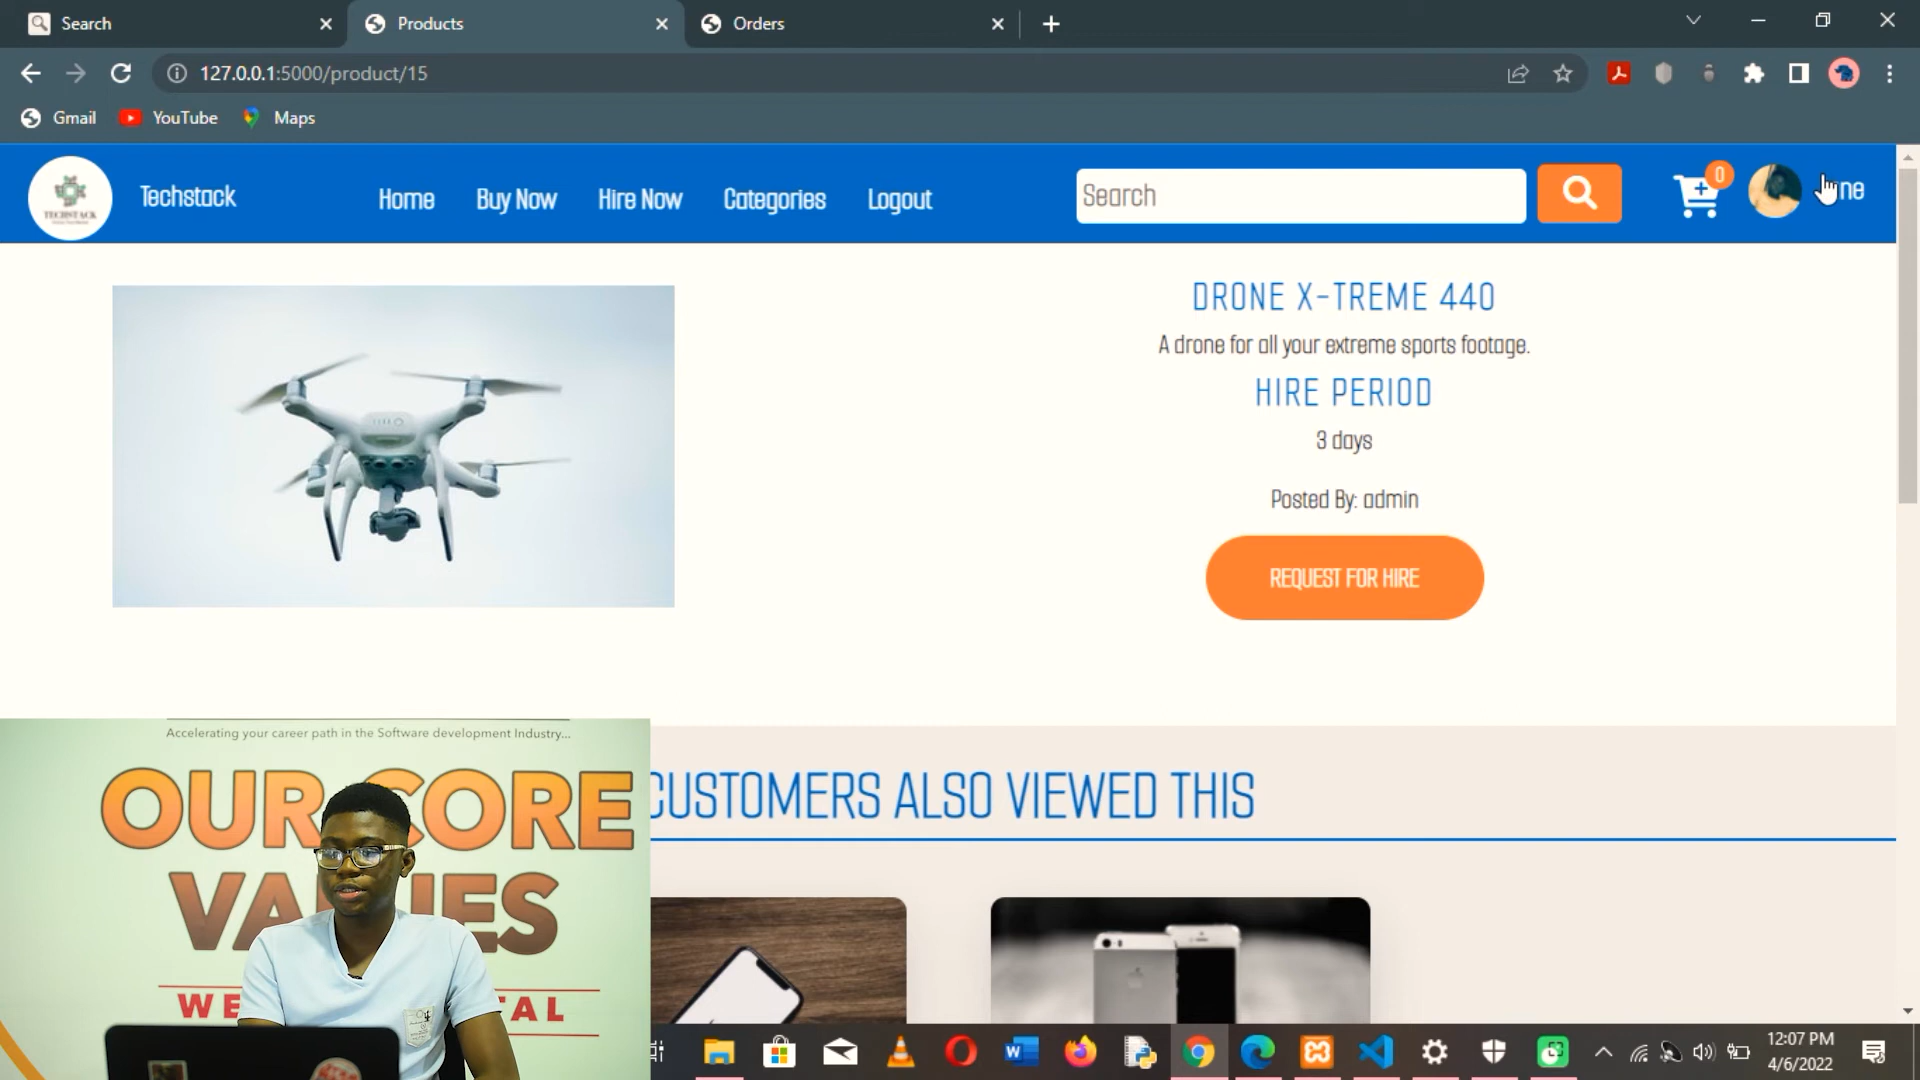 Search
Products
Orders
127.0.0.1:5000/product/15
Gmail
YouTube
Maps
TECHSTACK
Techstack
Home
Buy Now
Hire Now
Categories
Logout
Search
0
DRONE X-TREME 440
A drone for all your extreme sports footage.
HIRE PERIOD
3 days
Posted By: admin
REQUEST FOR HIRE
CUSTOMERS ALSO VIEWED THIS
Accelerating your career path in the Software development Industry...
OUR CORE
12:07 PM
4/6/2022